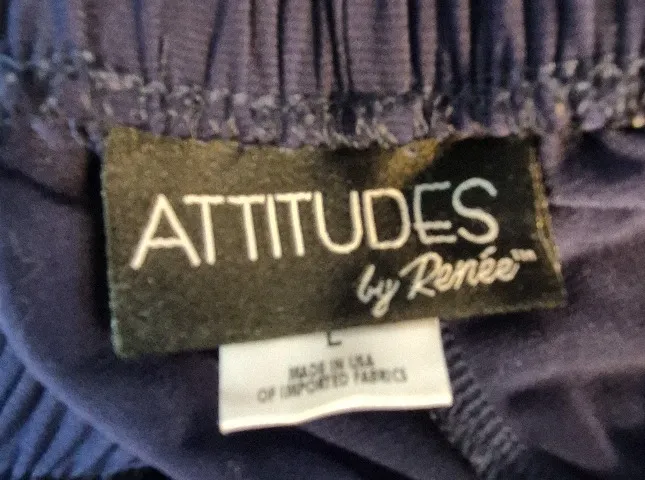 ATTITUDES
by Renée™
L
MADE IN USA
OF IMPORTED FABRICS